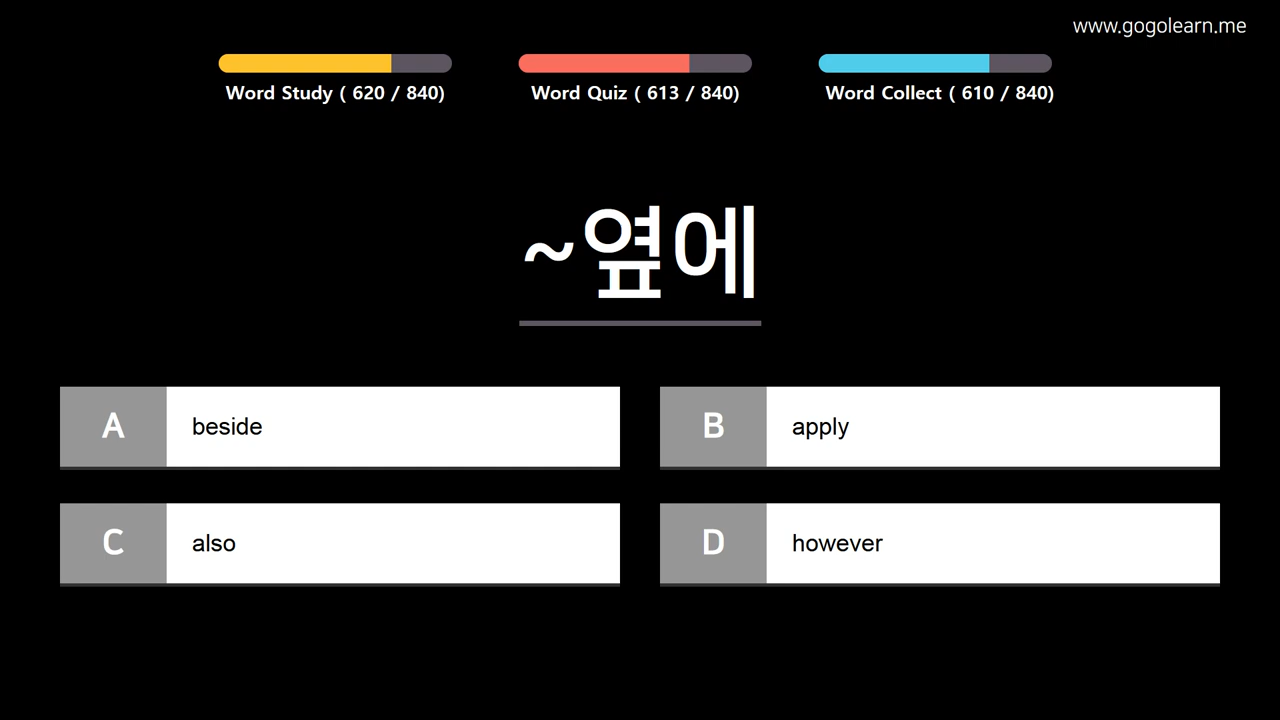 www.gogolearn.me
Word Study ( 620 / 840)
Word Quiz ( 613 / 840)
Word Collect ( 610 / 840)
~옆에
A beside
B apply
C also
D however